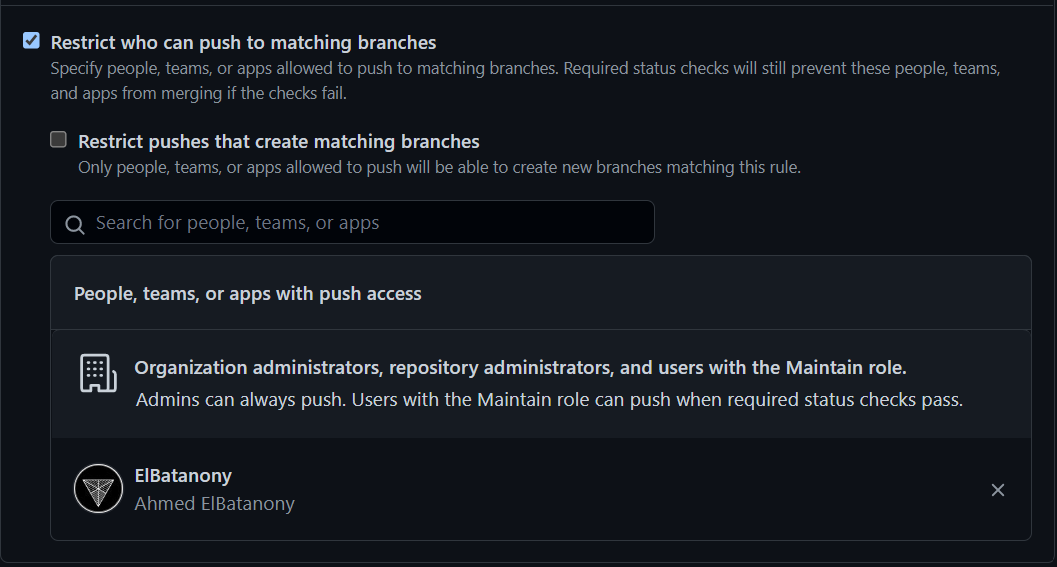 Restrict who can push to matching branches
Specify people, teams, or apps allowed to push to matching branches. Required status checks will still prevent these people, teams,
and apps from merging if the checks fail.
Restrict pushes that create matching branches
Only people, teams, or apps allowed to push will be able to create new branches matching this rule.
Search for people, teams, or apps
People, teams, or apps with push access
Organization administrators, repository administrators, and users with the Maintain role.
Admins can always push. Users with the Maintain role can push when required status checks pass.
ElBatanony
Ahmed ElBatanony